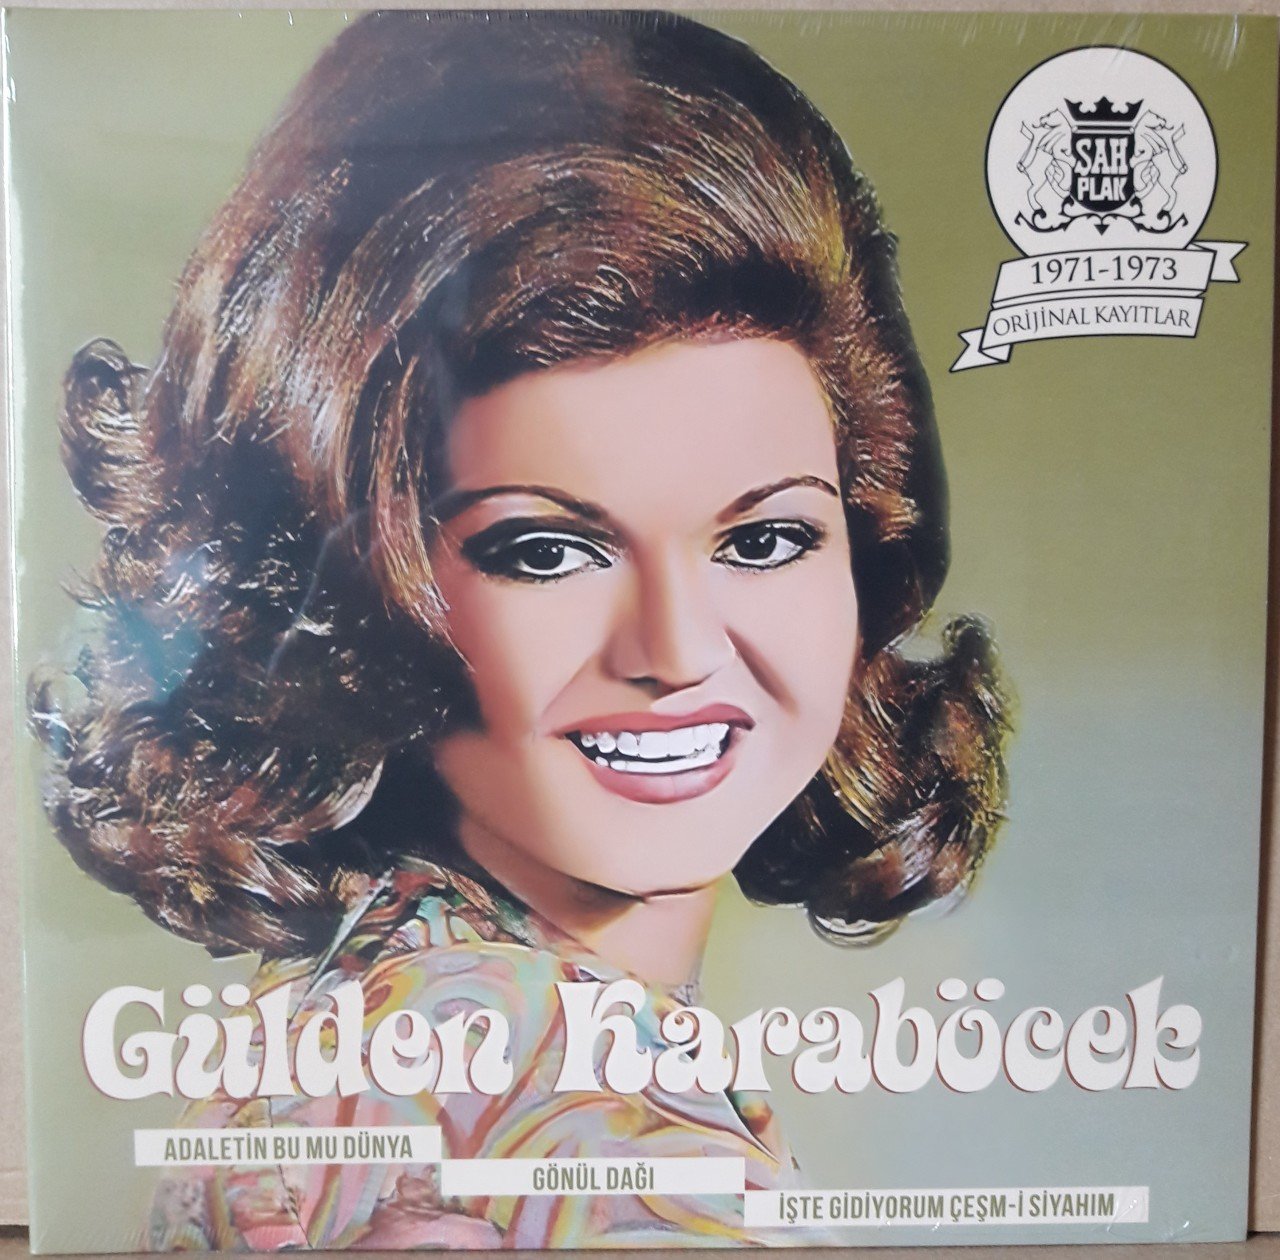 ŞAH
PLAK
1971-1973
ORİJİNAL KAYITLAR
Gülden Karaböcek
ADALETİN BU MU DÜNYA
GÖNÜL DAĞI
İŞTE GİDİYORUM ÇEŞM-İ SİYAHIM